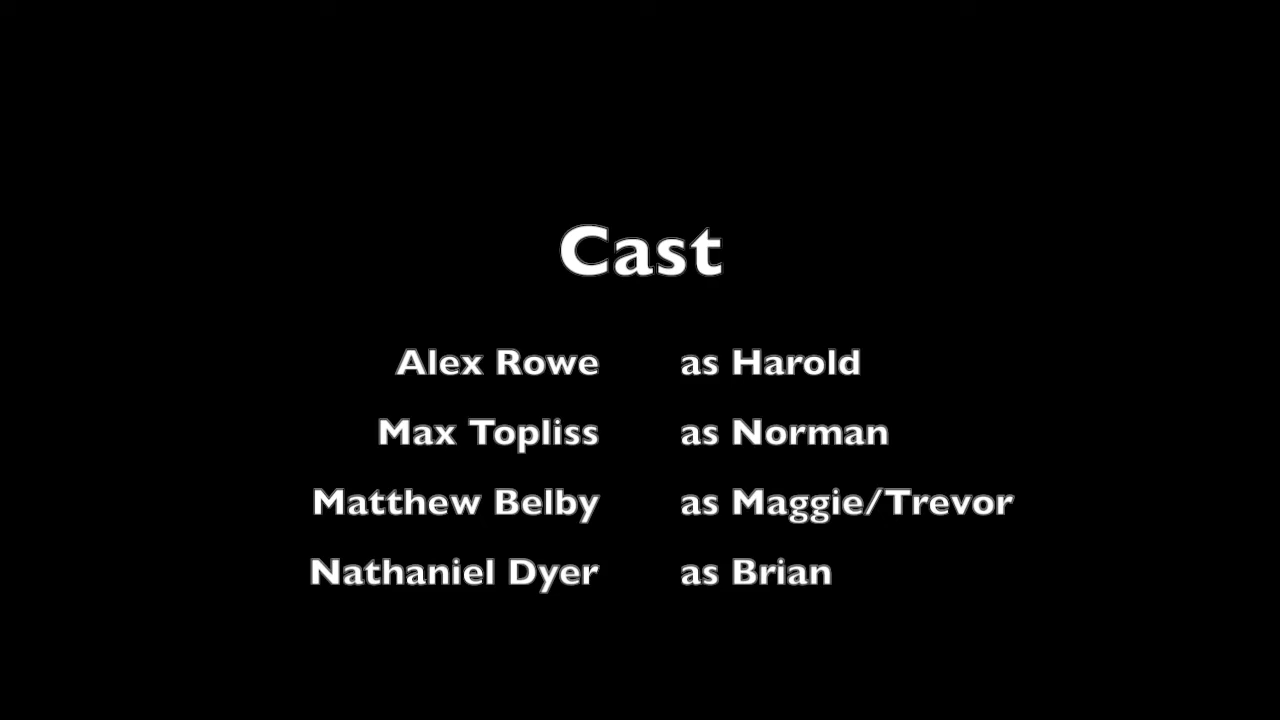 Cast
Alex Rowe as Harold
Max Topliss as Norman
Matthew Belby as Maggie/Trevor
Nathaniel Dyer as Brian